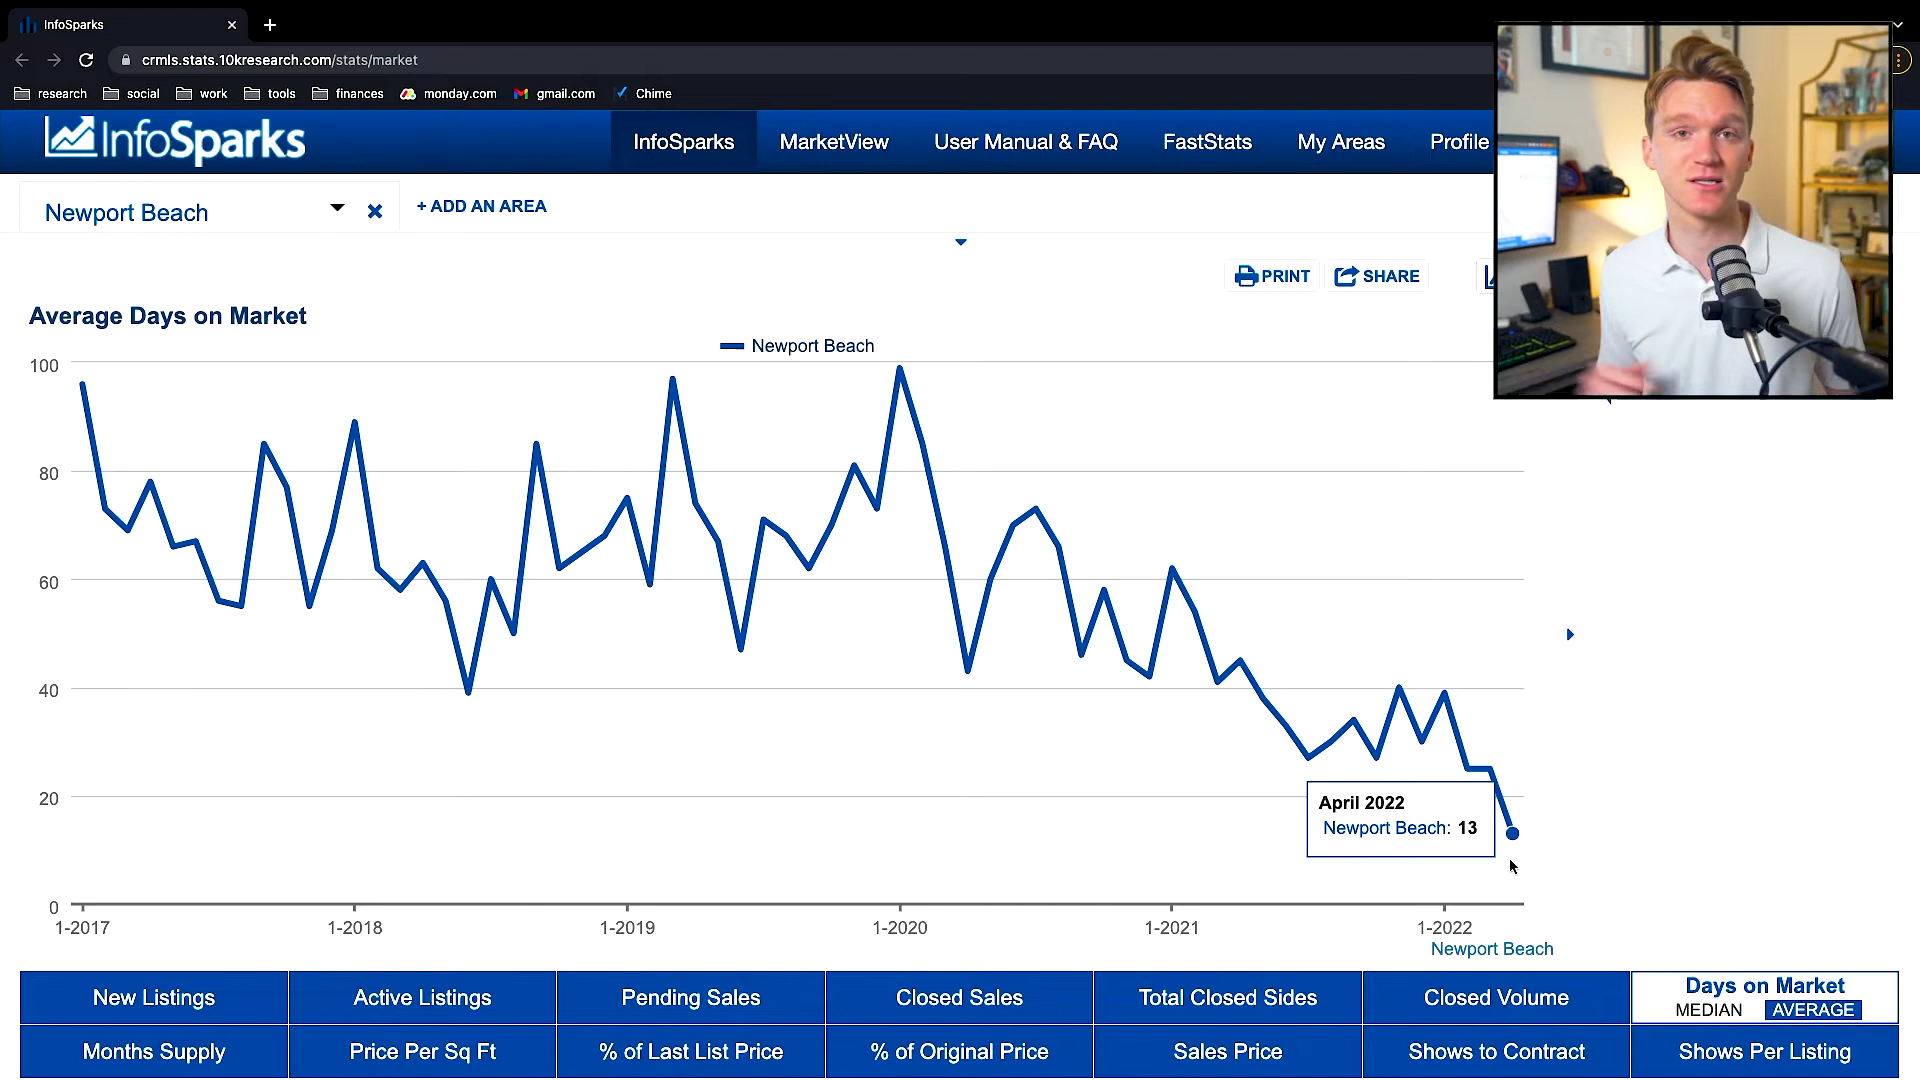 InfoSparks
crmls.stats.10kresearch.com/stats/market
research social work tools finances monday.com gmail.com Chime
InfoSparks
InfoSparks MarketView User Manual & FAQ FastStats My Areas Profile
Newport Beach
+ ADD AN AREA
PRINT SHARE
Average Days on Market
Newport Beach
100
80
60
40
20
0
April 2022
Newport Beach: 13
1-2017 1-2018 1-2019 1-2020 1-2021 1-2022
Newport Beach
New Listings Active Listings Pending Sales Closed Sales Total Closed Sides Closed Volume Days on Market
MEDIAN AVERAGE
Months Supply Price Per Sq Ft % of Last List Price % of Original Price Sales Price Shows to Contract Shows Per Listing